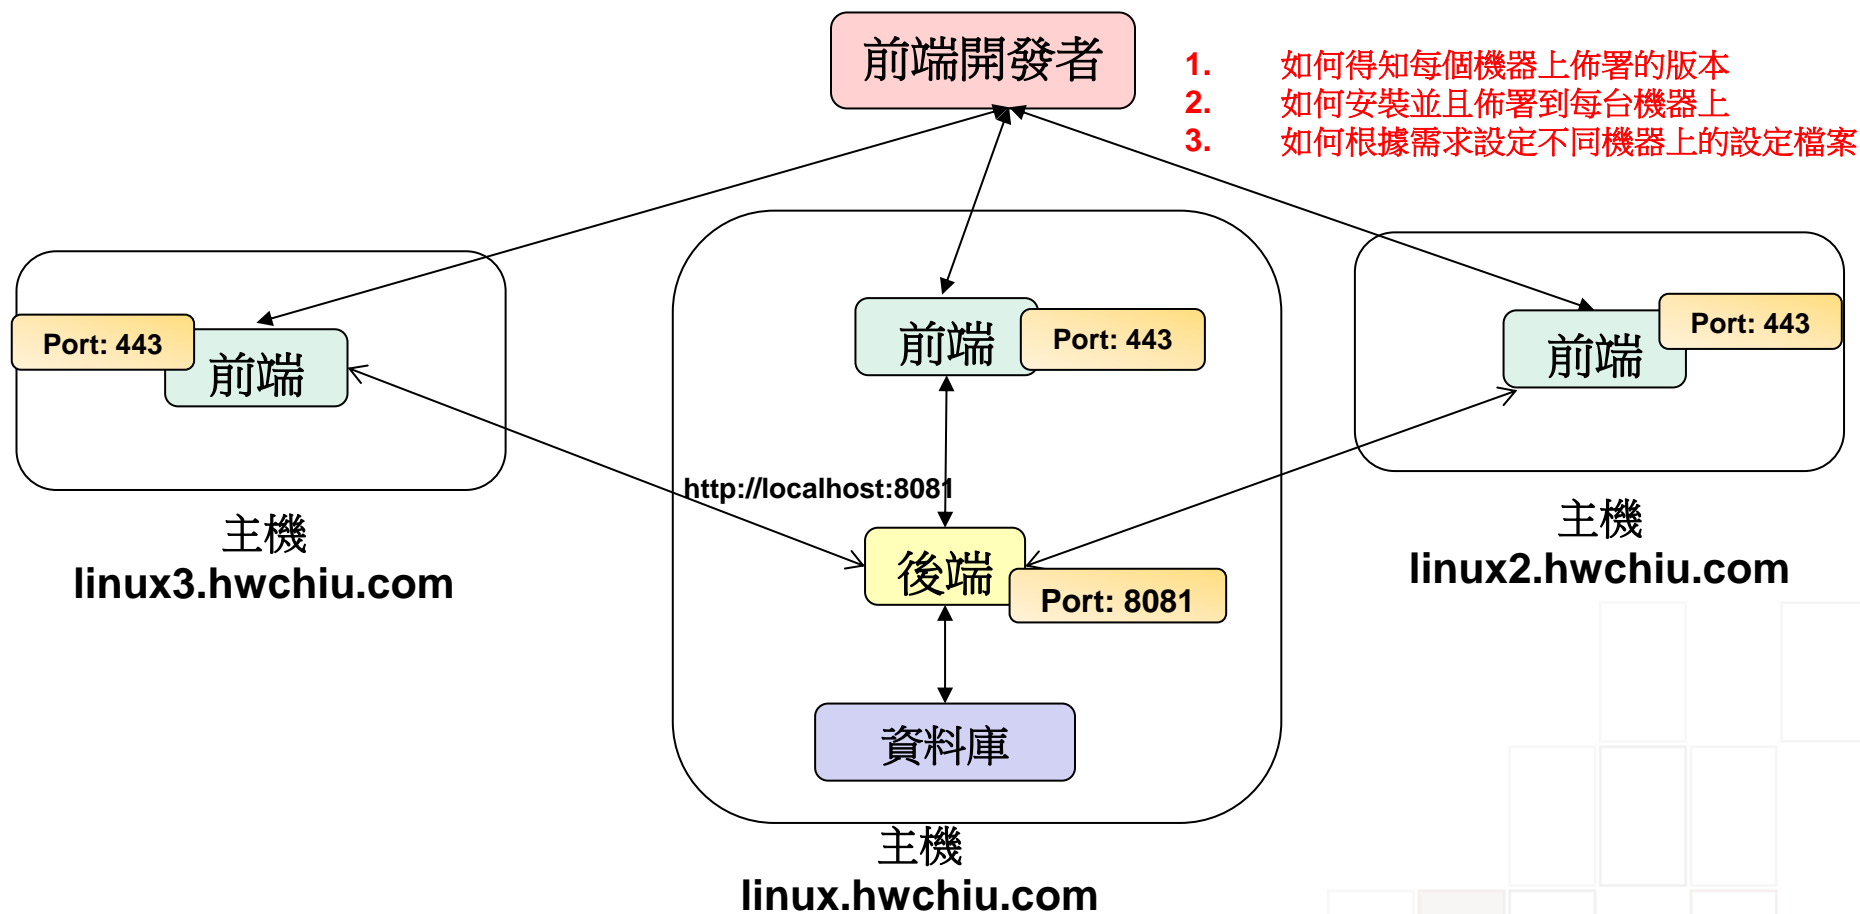 前端開發者
1. 如何得知每個機器上佈署的版本
2. 如何安裝並且佈署到每台機器上
3. 如何根據需求設定不同機器上的設定檔案
Port: 443
前端
前端
Port: 443
前端
Port: 443
http://localhost:8081
後端
Port: 8081
資料庫
主機
linux3.hwchiu.com
主機
linux2.hwchiu.com
主機
linux.hwchiu.com